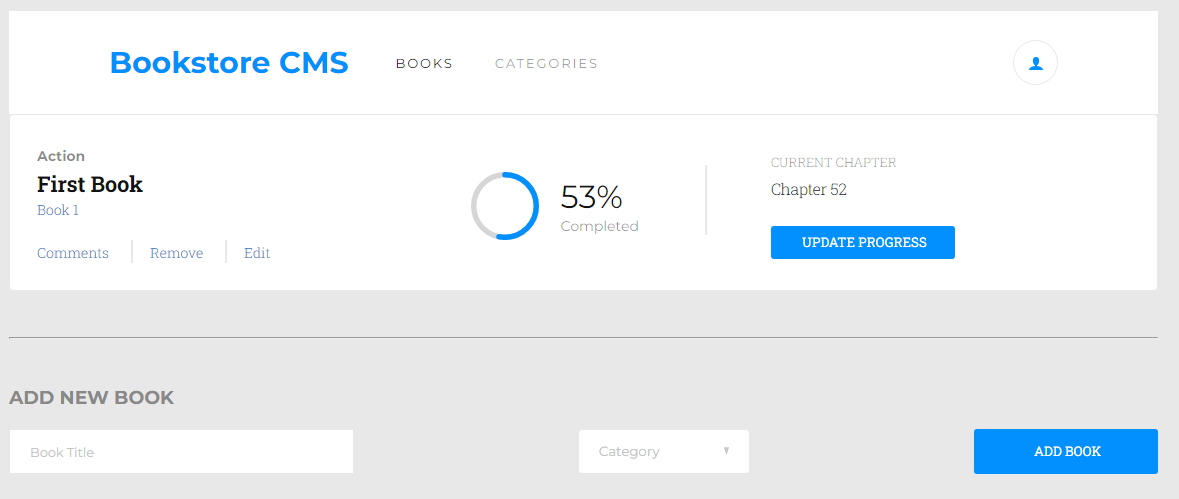 Bookstore CMS
BOOKS
CATEGORIES
Action
First Book
Book 1
Comments
Remove
Edit
53%
Completed
CURRENT CHAPTER
Chapter 52
UPDATE PROGRESS
ADD NEW BOOK
Book Title
Category
ADD BOOK